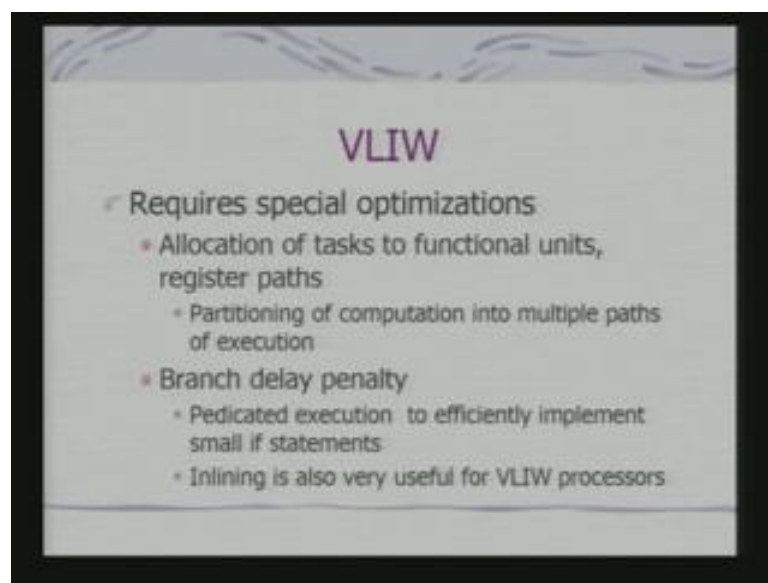 VLIW
Requires special optimizations
Allocation of tasks to functional units,
register paths
Partitioning of computation into multiple paths
of execution
Branch delay penalty
Pedicated execution to efficiently implement
small if statements
Inlining is also very useful for VLIW processors